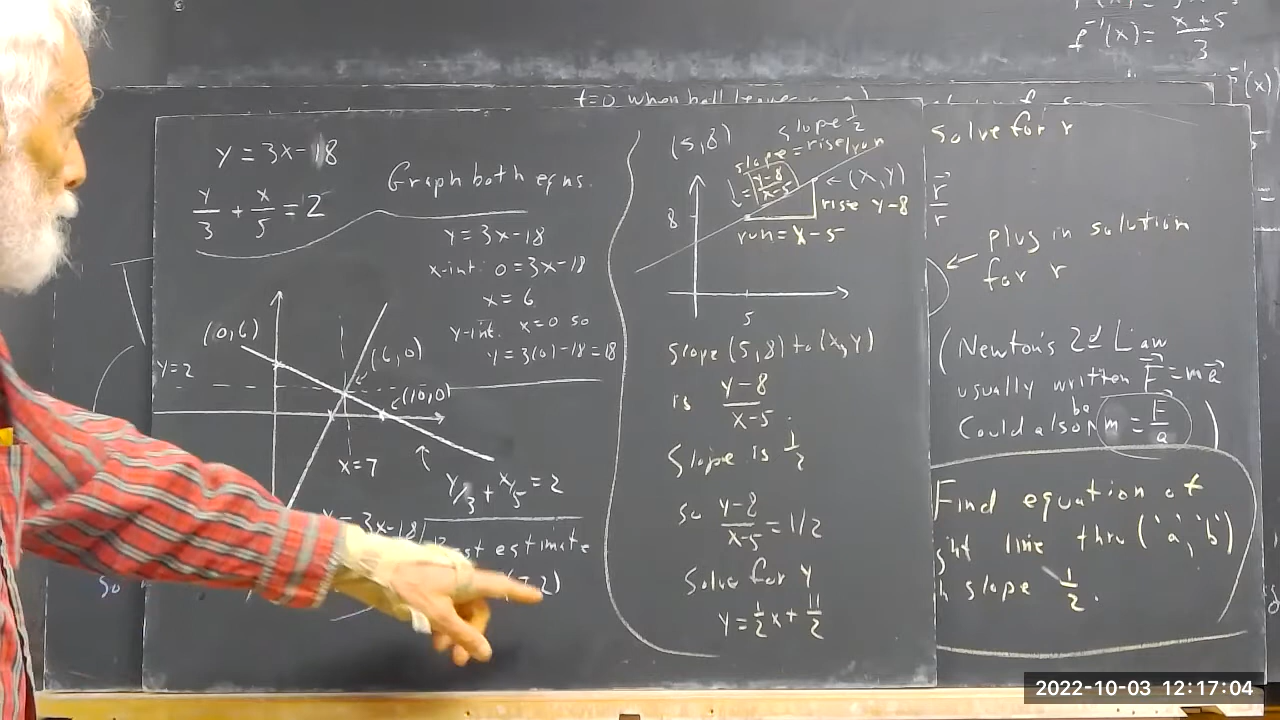 f⁻¹(x) = x+5/3
t=0 when ball leaves
y = 3x-18
y/3 + x/5 = 2
Graph both eqns.
y = 3x-18
x-int: 0 = 3x-18
x = 6
y-int. x=0 so
y = 3(0)-18 = 18
(0,6)
(6,0)
y=2
(10,0)
x=7
y/3 + x/5 = 2
y = 3x-18
est estimate
(7,2)
so
(5,8)
slope 1/2
slope = rise/run
= y-8/x-5
(x,y)
8
rise y-8
run = x-5
5
slope (5,8) to (x,y)
is y-8/x-5.
Slope is 1/2
so y-8/x-5 = 1/2
Solve for y
y = 1/2 x + 11/2
Solve for r
r/r
plug in solution
for r
(Newton's 2d Law
usually written F = ma
Could also be m = F/a)
Find equation of
ght line thru ('a', 'b')
h slope 1/2.
f⁻¹(x)
2022-10-03 12:17:04